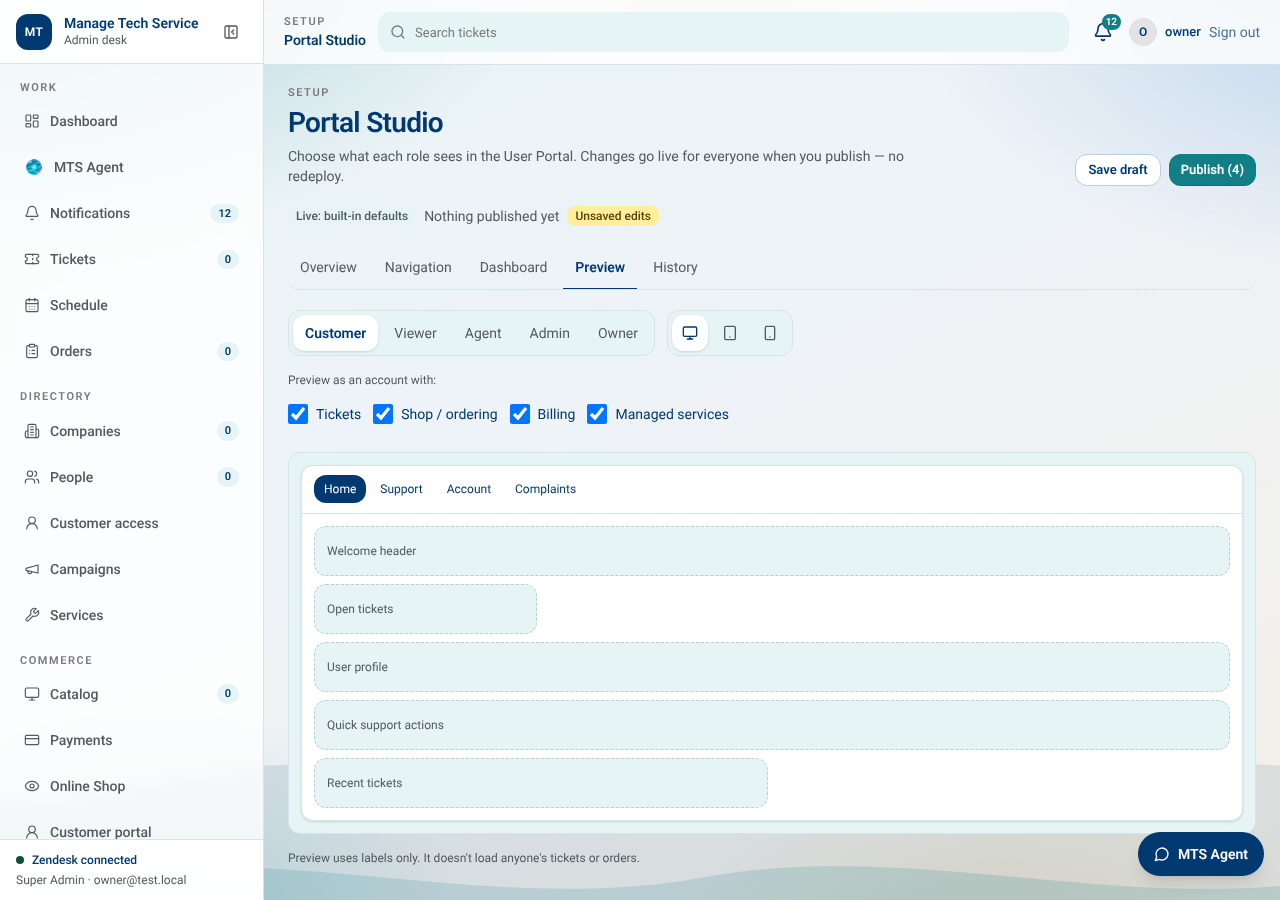 MT
Manage Tech Service
Admin desk
SETUP
Portal Studio
Search tickets
12
O
owner
Sign out
WORK
Dashboard
MTS Agent
Notifications 12
Tickets 0
Schedule
Orders 0
DIRECTORY
Companies 0
People 0
Customer access
Campaigns
Services
COMMERCE
Catalog 0
Payments
Online Shop
Customer portal
Zendesk connected
Super Admin · owner@test.local
SETUP
Portal Studio
Choose what each role sees in the User Portal. Changes go live for everyone when you publish — no
redeploy.
Save draft
Publish (4)
Live: built-in defaults Nothing published yet Unsaved edits
Overview Navigation Dashboard Preview History
Customer Viewer Agent Admin Owner
Preview as an account with:
Tickets Shop / ordering Billing Managed services
Home Support Account Complaints
Welcome header
Open tickets
User profile
Quick support actions
Recent tickets
Preview uses labels only. It doesn't load anyone's tickets or orders.
MTS Agent